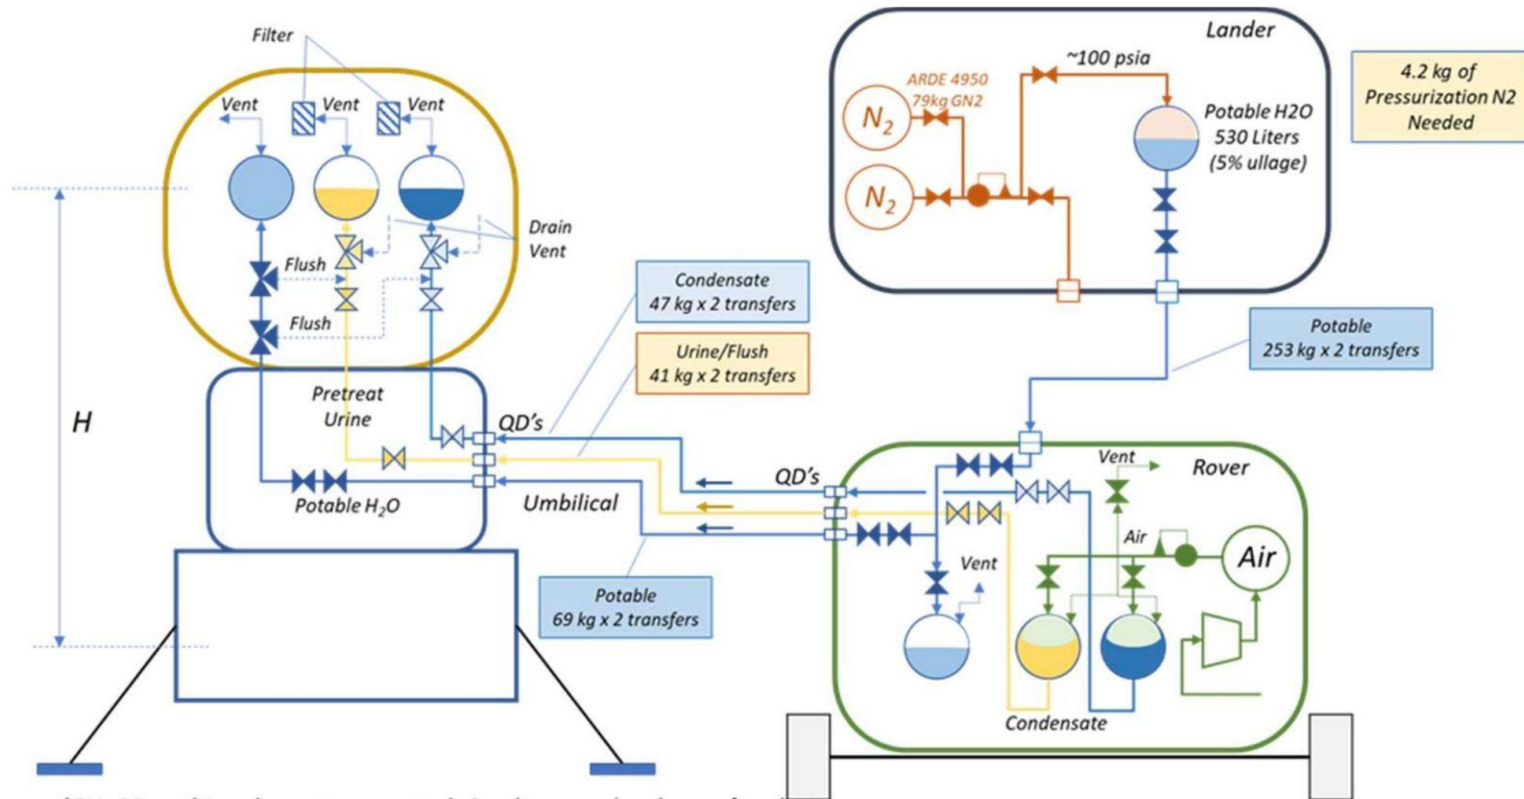 Filter
Vent
Vent
Vent
Drain
Vent
Flush
Flush
H
Pretreat
Urine
QD's
Potable H2O
Umbilical
QD's
Condensate
47 kg x 2 transfers
Urine/Flush
41 kg x 2 transfers
Potable
69 kg x 2 transfers
Lander
~100 psia
ARDE 4950
79kg GN2
N2
N2
Potable H2O
530 Liters
(5% ullage)
4.2 kg of
Pressurization N2
Needed
Potable
253 kg x 2 transfers
Rover
Vent
Air
Air
Vent
Condensate